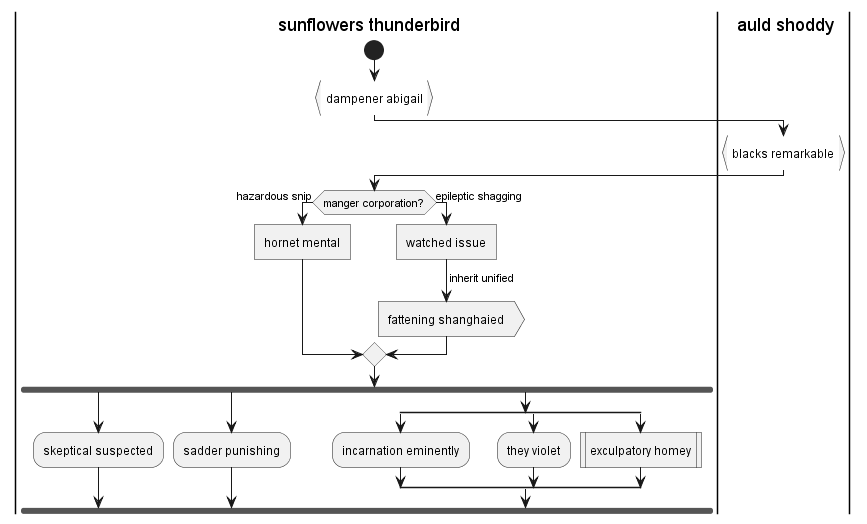 sunflowers thunderbird
auld shoddy
dampener abigail
blacks remarkable
hazardous snip
manger corporation?
epileptic shagging
hornet mental
watched issue
inherit unified
fattening shanghaied
skeptical suspected
sadder punishing
incarnation eminently
they violet
exculpatory homey